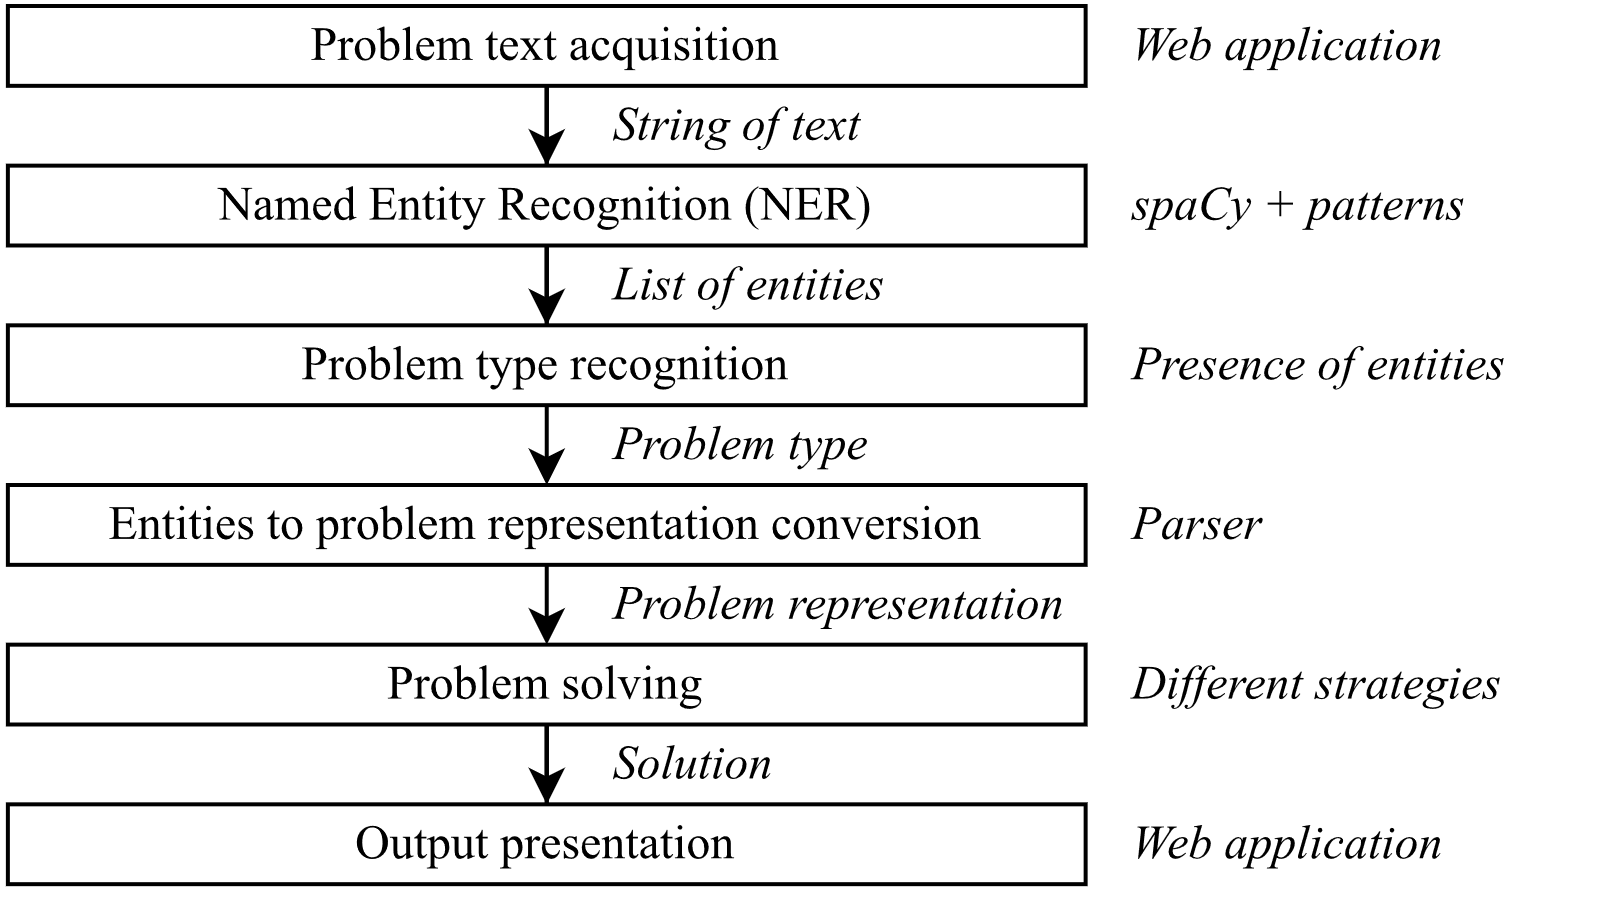 Problem text acquisition
Web application
String of text
Named Entity Recognition (NER)
spaCy + patterns
List of entities
Problem type recognition
Presence of entities
Problem type
Entities to problem representation conversion
Parser
Problem representation
Problem solving
Different strategies
Solution
Output presentation
Web application